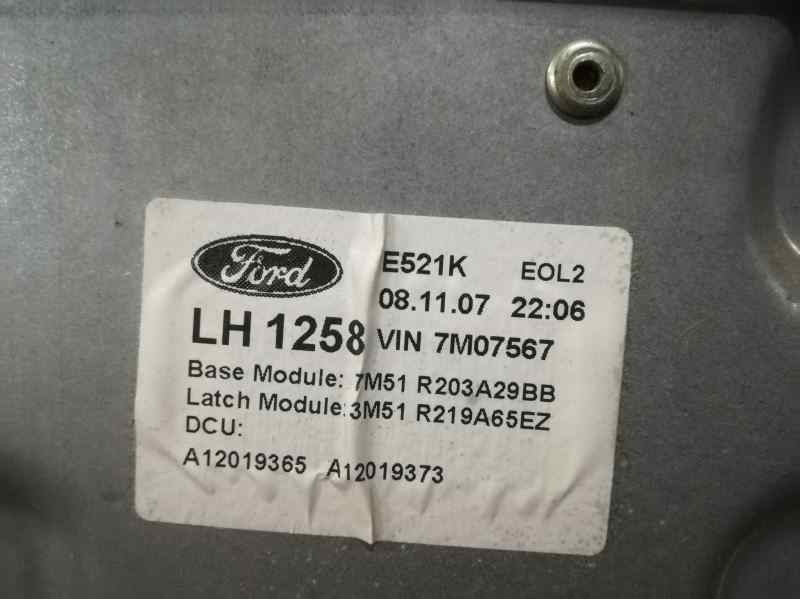 Ford
E521K EOL2
08.11.07 22:06
LH 1258 VIN 7M07567
Base Module: 7M51 R203A29BB
Latch Module: 3M51 R219A65EZ
DCU:
A12019365 A12019373